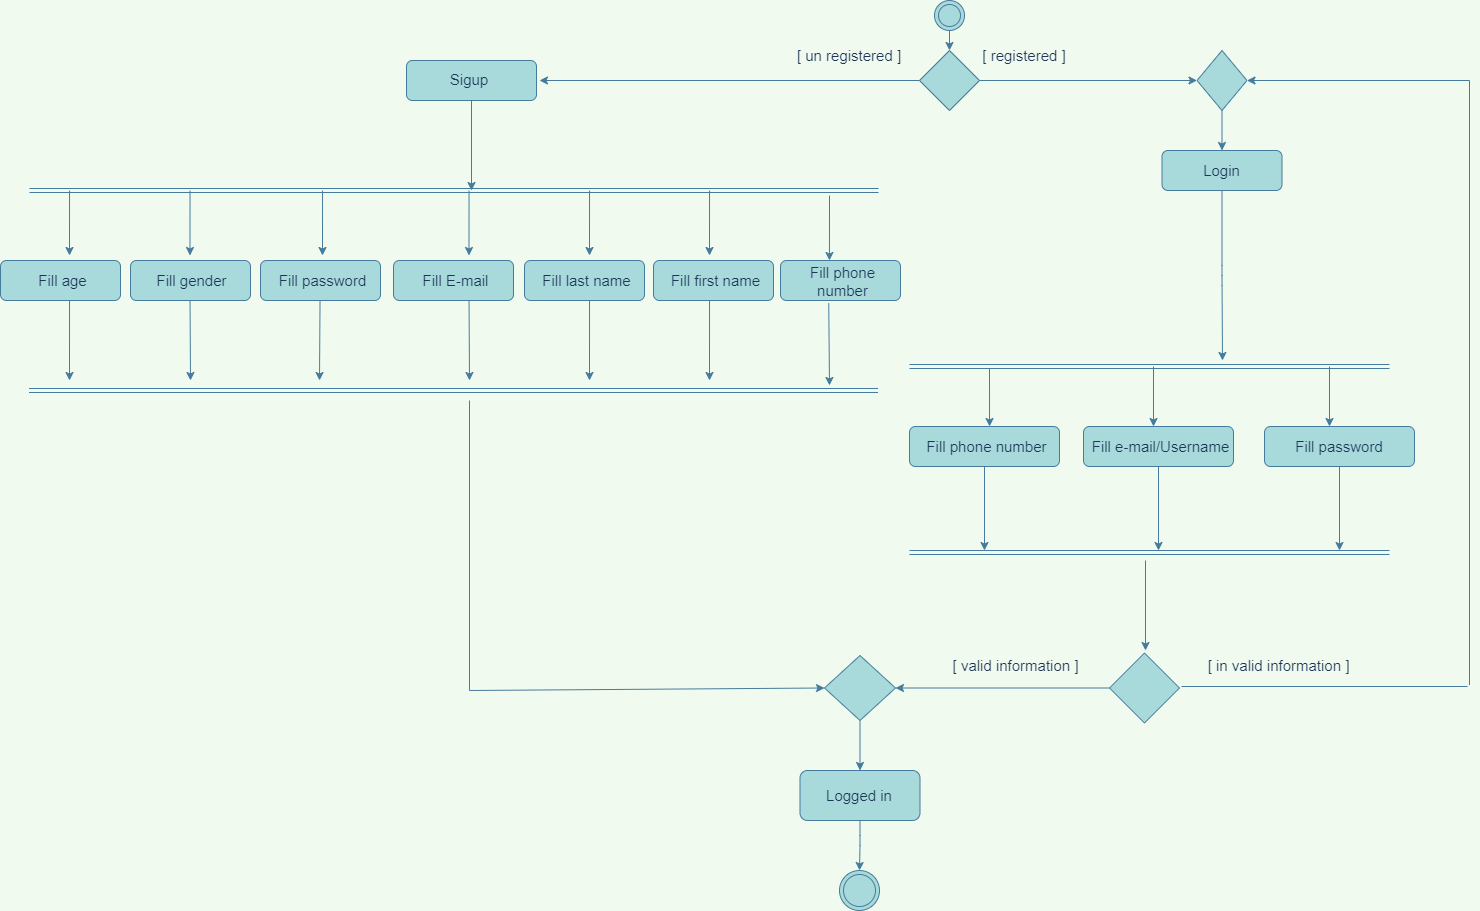 [ un registered ]
[ registered ]
Sigup
Login
Fill age
Fill gender
Fill password
Fill E-mail
Fill last name
Fill first name
Fill phone
number
Fill phone number
Fill e-mail/Username
Fill password
[ valid information ]
[ in valid information ]
Logged in